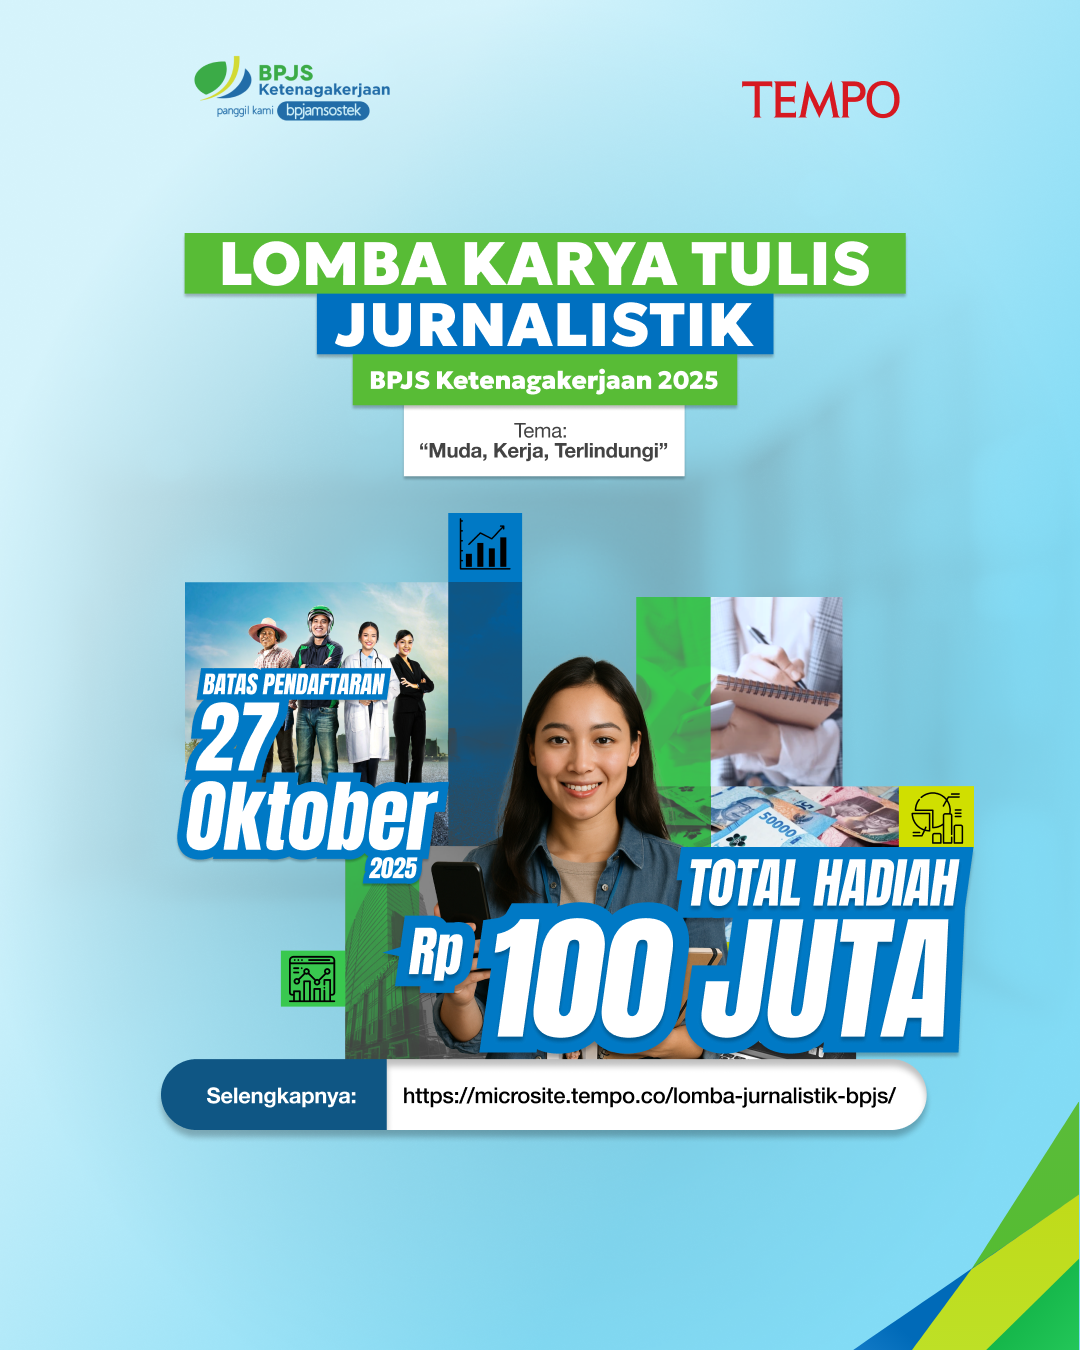 BPJS
Ketenagakerjaan
panggil kami bpjamsostek
TEMPO
LOMBA KARYA TULIS
JURNALISTIK
BPJS Ketenagakerjaan 2025
Tema:
“Muda, Kerja, Terlindungi”
BATAS PENDAFTARAN
27
Oktober
2025
50000
TOTAL HADIAH
Rp 100 JUTA
Selengkapnya: https://microsite.tempo.co/lomba-jurnalistik-bpjs/